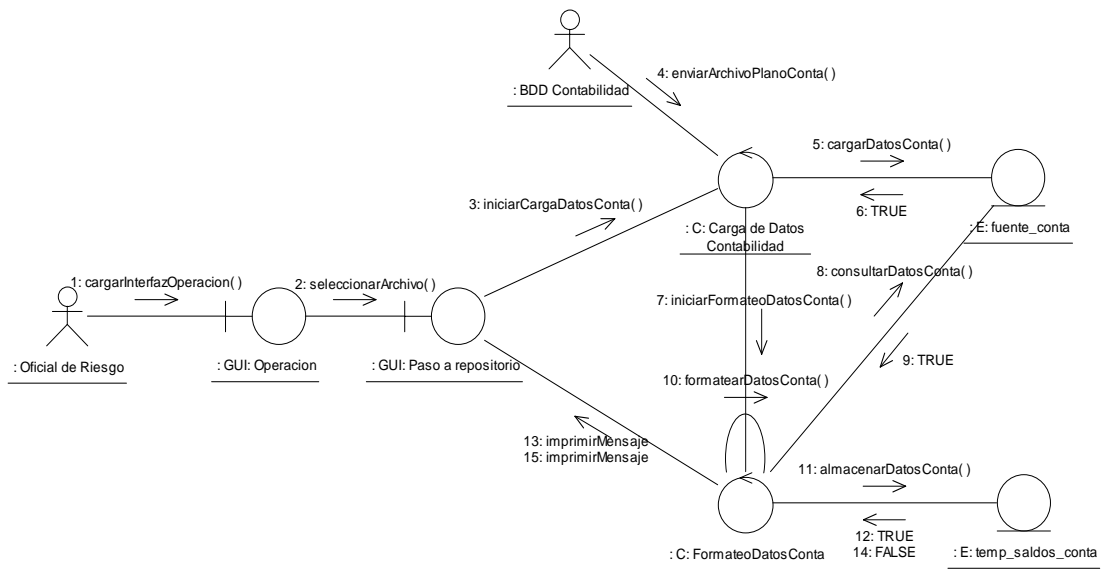 4: enviarArchivoPlanoConta( )
: BDD Contabilidad
5: cargarDatosConta( )
3: iniciarCargaDatosConta( )
6: TRUE
: C: Carga de Datos
Contabilidad
: E: fuente_conta
8: consultarDatosConta( )
1: cargarInterfazOperacion( )
2: seleccionarArchivo( )
7: iniciarFormateoDatosConta( )
9: TRUE
: Oficial de Riesgo
: GUI: Operacion
: GUI: Paso a repositorio
10: formatearDatosConta( )
13: imprimirMensaje
15: imprimirMensaje
11: almacenarDatosConta( )
12: TRUE
14: FALSE
: C: FormateoDatosConta
: E: temp_saldos_conta